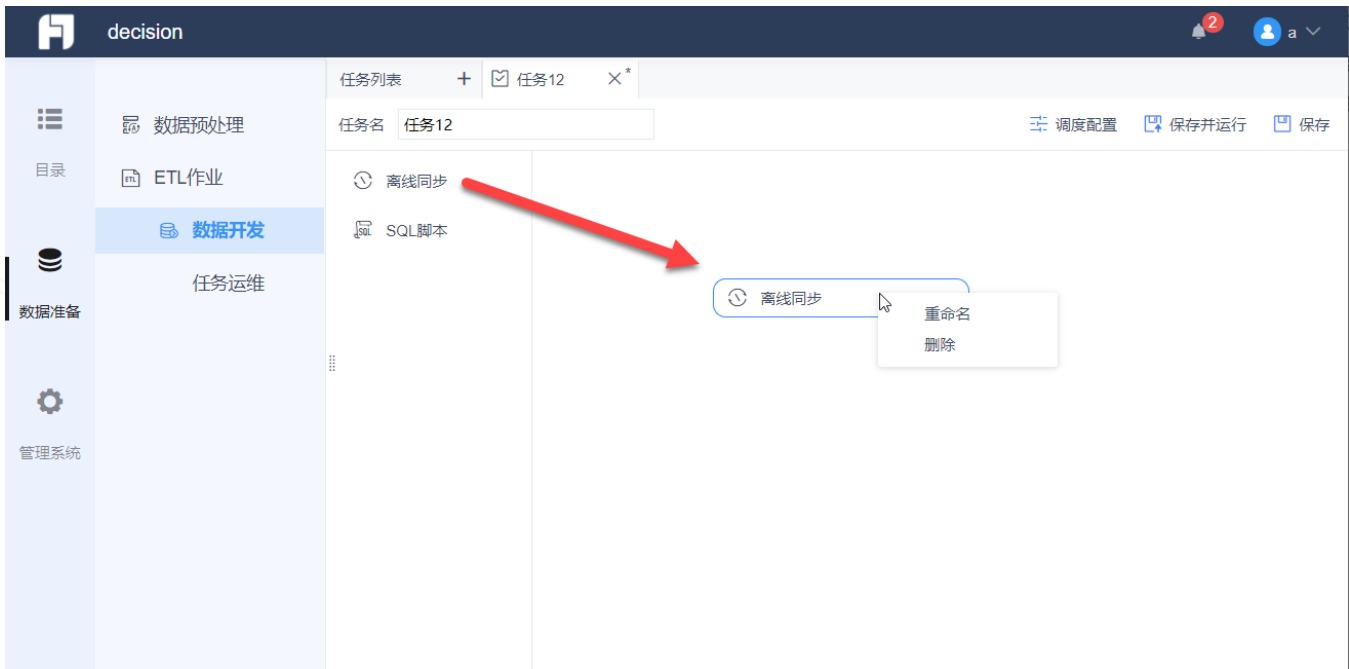 decision
2
a
任务列表 + 任务12 *
目录
数据准备
管理系统
数据预处理
ETL作业
数据开发
任务运维
任务名 任务12
调度配置 保存并运行 保存
离线同步
SQL脚本
离线同步
重命名
删除